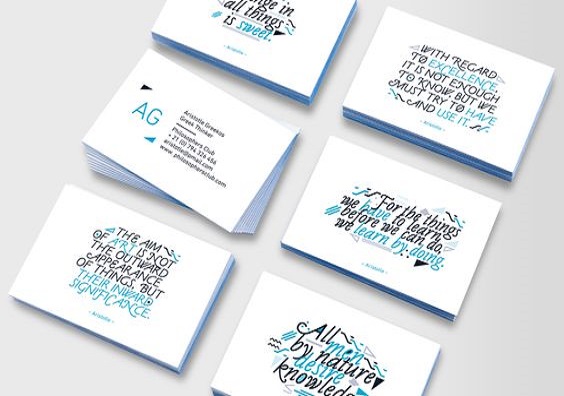 nge in
all things
is sweet.
- Aristotle -
WITH REGARD
TO EXCELLENCE,
IT IS NOT ENOUGH
TO KNOW, BUT WE
MUST TRY TO HAVE
AND USE IT.
- Aristotle -
AG
Aristotle Greekos
Greek Thinker
Philosophers Club
+ 21 (0) 794 326 456
aristotle@gmail.com
www.philosophersclub.com
For the things
we have to learn
before we can do,
we learn by doing.
- Aristotle -
THE AIM
OF ART IS NOT
THE OUTWARD
APPEARANCE
OF THINGS, BUT
THEIR INWARD
SIGNIFICANCE.
- Aristotle -
All men
by nature
desire
knowledge